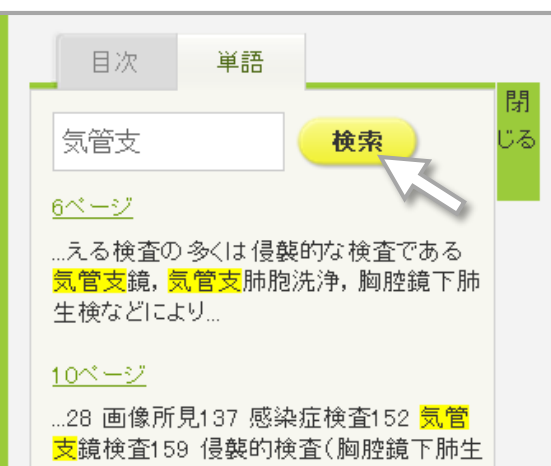 目次
単語
閉
じる
気管支
検索
6ページ
...える検査の多くは侵襲的な検査である
気管支鏡，気管支肺胞洗浄，胸腔鏡下肺
生検などにより...
10ページ
...28 画像所見137 感染症検査152 気管
支鏡検査159 侵襲的検査(胸腔鏡下肺生